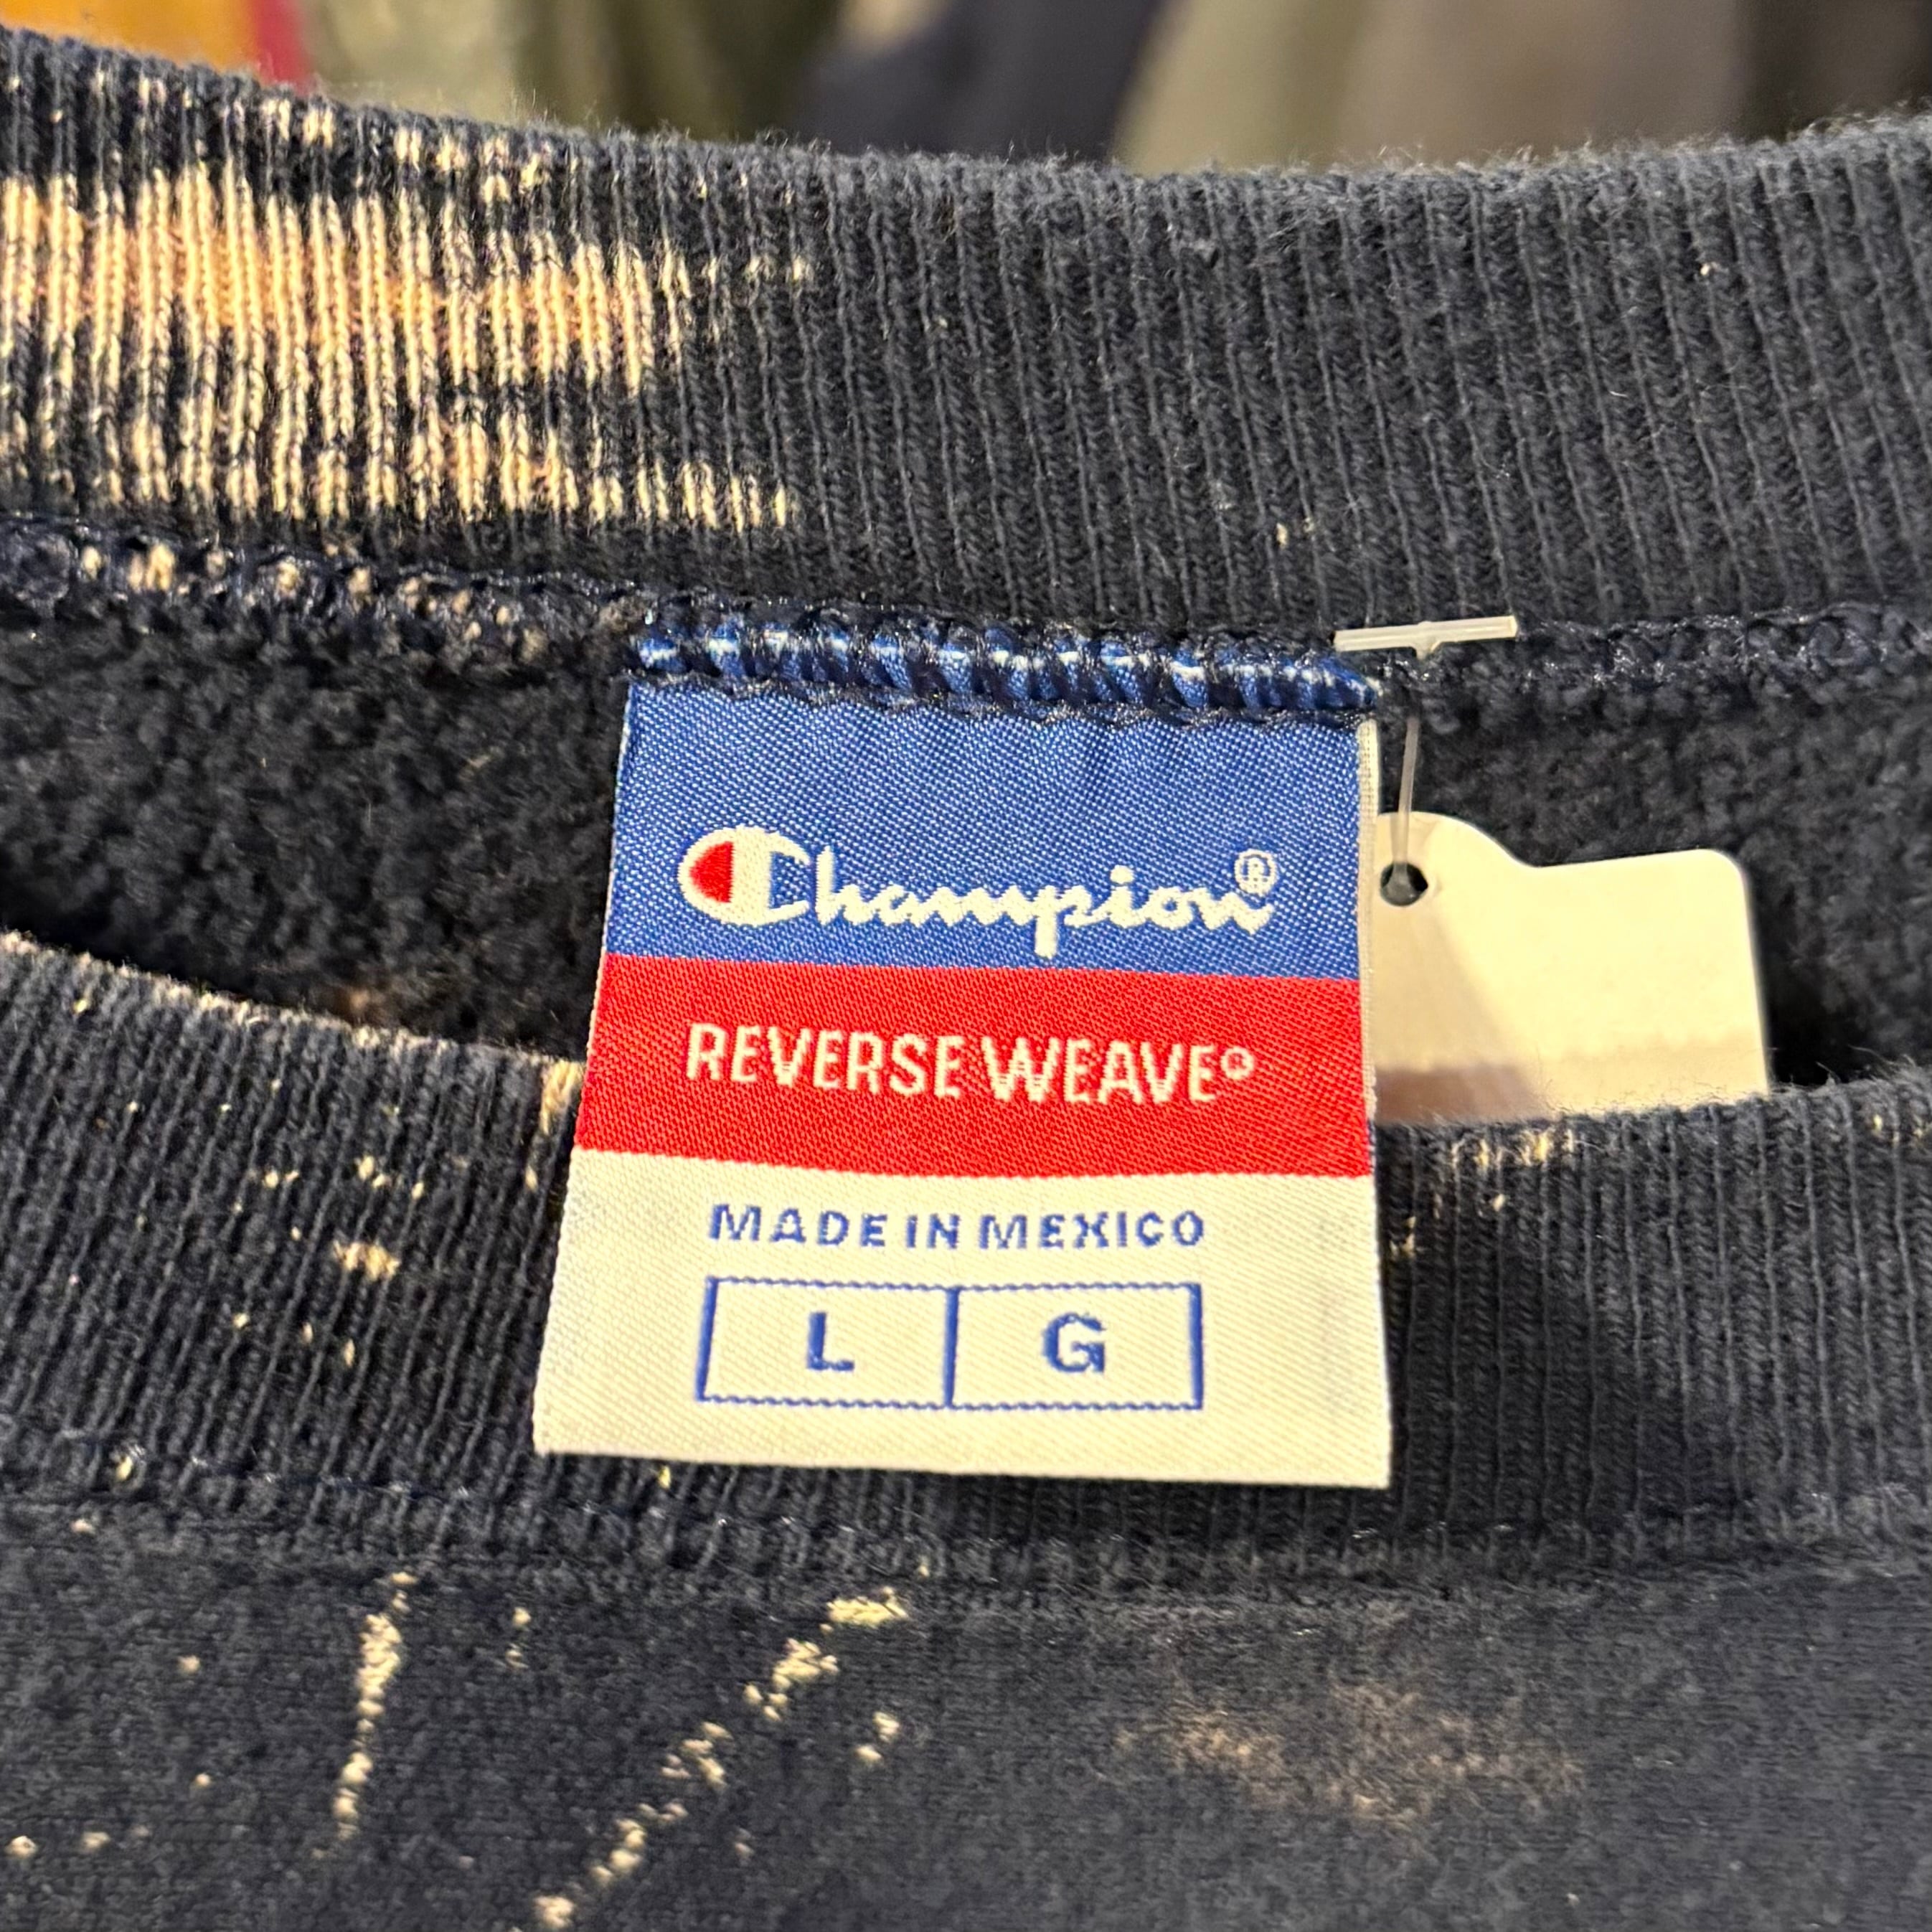 Champion®
REVERSE WEAVE®
MADE IN MEXICO
L G